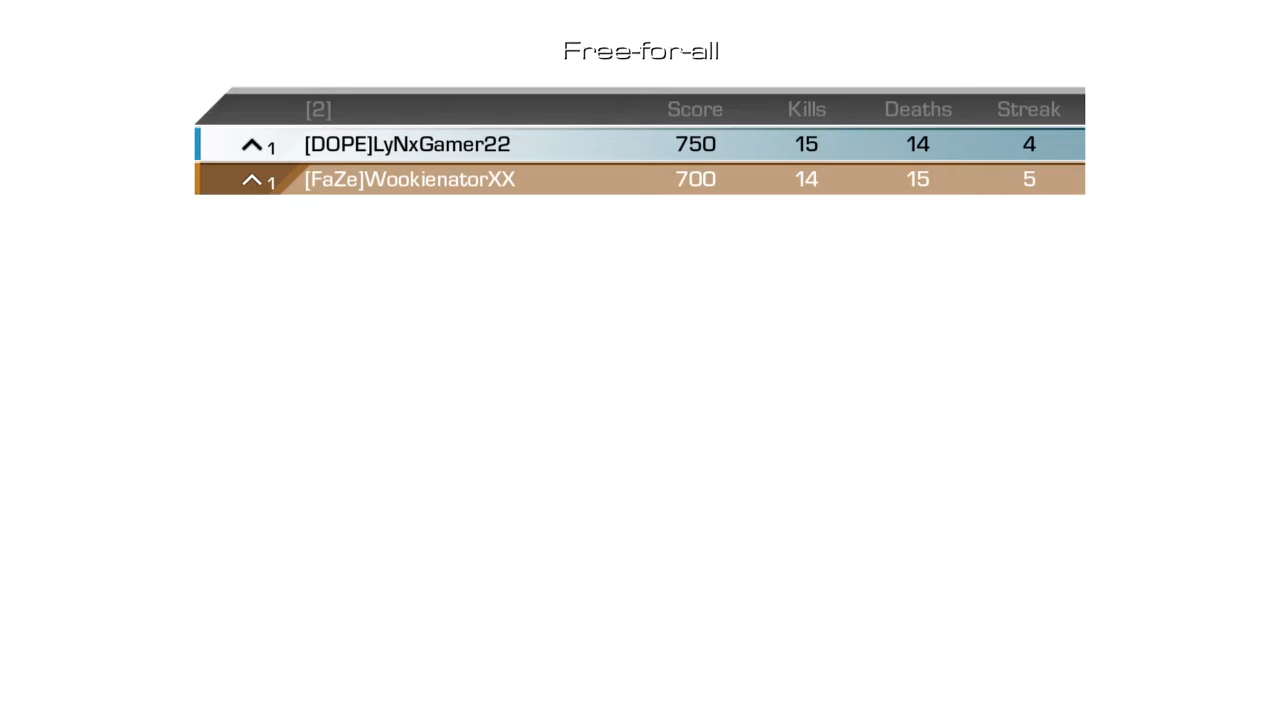 Free-for-all
[2] Score Kills Deaths Streak
1 [DOPE]LyNxGamer22 750 15 14 4
1 [FaZe]WookienatorXX 700 14 15 5